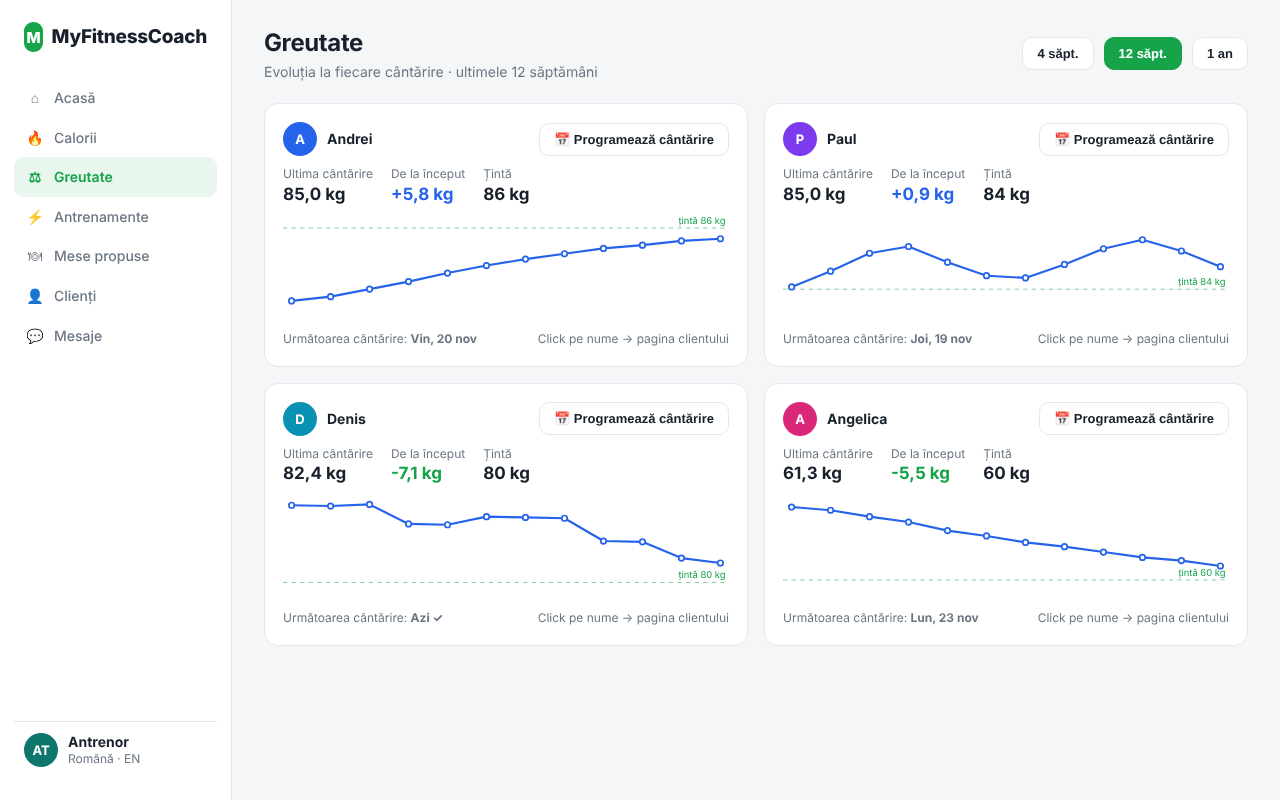 M MyFitnessCoach
Acasă
Calorii
Greutate
Antrenamente
Mese propuse
Clienți
Mesaje
AT
Antrenor
Română · EN
Greutate
Evoluția la fiecare cântărire · ultimele 12 săptămâni
4 săpt.
12 săpt.
1 an
A Andrei
Programează cântărire
Ultima cântărire De la început Țintă
85,0 kg +5,8 kg 86 kg
țintă 86 kg
Următoarea cântărire: Vin, 20 nov
Click pe nume → pagina clientului
P Paul
Programează cântărire
Ultima cântărire De la început Țintă
85,0 kg +0,9 kg 84 kg
țintă 84 kg
Următoarea cântărire: Joi, 19 nov
Click pe nume → pagina clientului
D Denis
Programează cântărire
Ultima cântărire De la început Țintă
82,4 kg -7,1 kg 80 kg
țintă 80 kg
Următoarea cântărire: Azi ✓
Click pe nume → pagina clientului
A Angelica
Programează cântărire
Ultima cântărire De la început Țintă
61,3 kg -5,5 kg 60 kg
țintă 60 kg
Următoarea cântărire: Lun, 23 nov
Click pe nume → pagina clientului